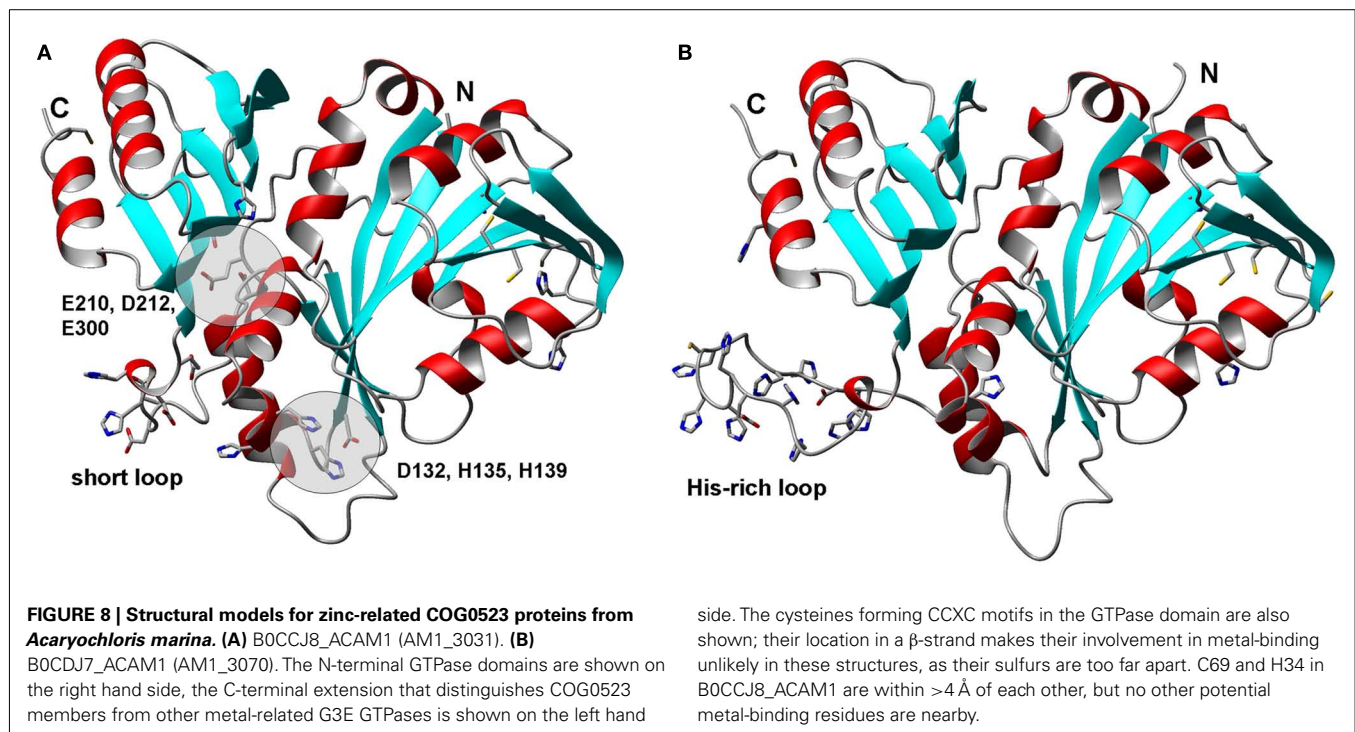 A
C
N
E210, D212,
E300
short loop
D132, H135, H139
B
C
N
His-rich loop
FIGURE 8 | Structural models for zinc-related COG0523 proteins from
Acaryochloris marina. (A) B0CCJ8_ACAM1 (AM1_3031). (B)
B0CDJ7_ACAM1 (AM1_3070). The N-terminal GTPase domains are shown on
the right hand side, the C-terminal extension that distinguishes COG0523
members from other metal-related G3E GTPases is shown on the left hand
side. The cysteines forming CCXC motifs in the GTPase domain are also
shown; their location in a β-strand makes their involvement in metal-binding
unlikely in these structures, as their sulfurs are too far apart. C69 and H34 in
B0CCJ8_ACAM1 are within >4 Å of each other, but no other potential
metal-binding residues are nearby.